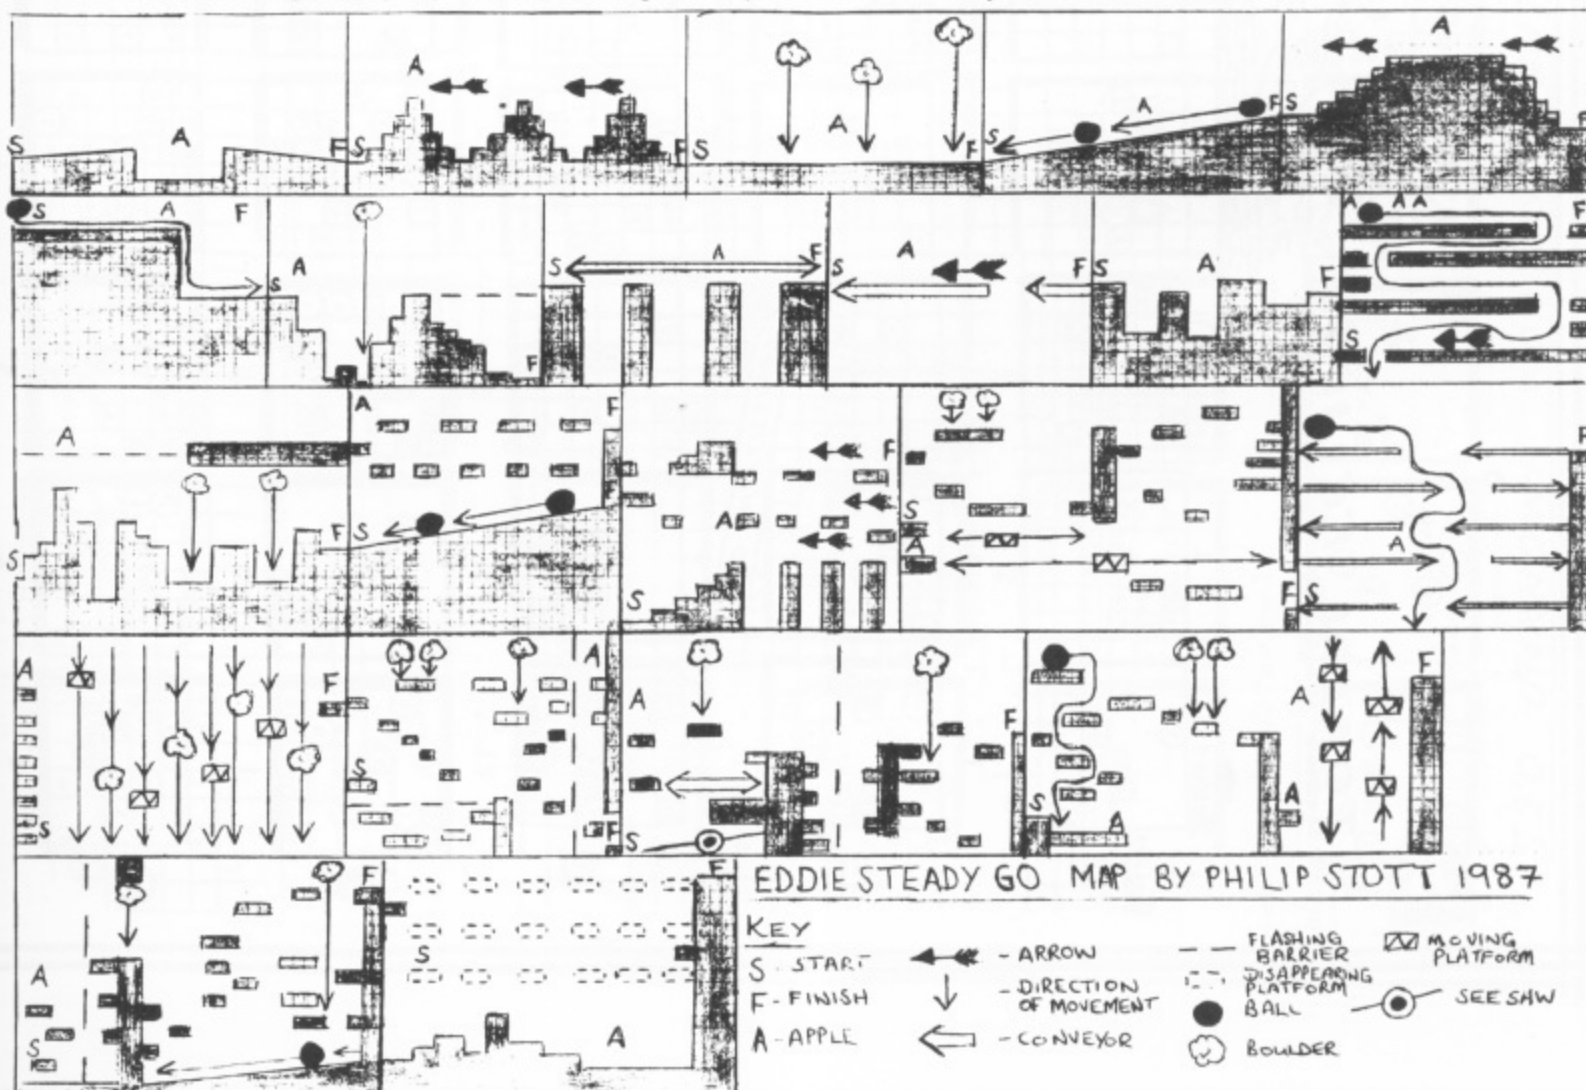 S A F
S A F
S A F
S A F
S A
S A F
A F
S A F
S A F
S A F
A A A F
S
A
S F
A F
S F
F
A
S
S
A
F
F
A
S
A
F
S
A
S
F
A
F
S
F
S
A
A
F
A
F
A
S
F
S
A
EDDIE STEADY GO MAP BY PHILIP STOTT 1987
KEY
S - START
F - FINISH
A - APPLE
- ARROW
- DIRECTION OF MOVEMENT
- CONVEYOR
FLASHING BARRIER
DISAPPEARING PLATFORM
BALL
BOULDER
MOVING PLATFORM
SEE SHW